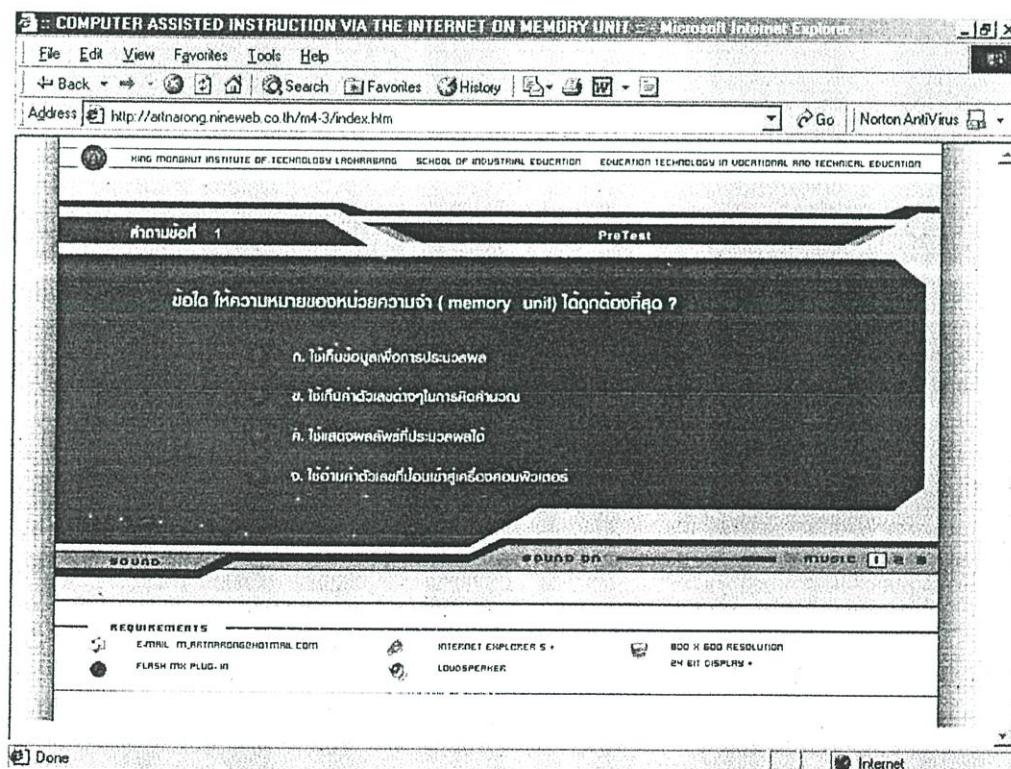 :: COMPUTER ASSISTED INSTRUCTION VIA THE INTERNET ON MEMORY UNIT :: - Microsoft Internet Explorer
File Edit View Favorites Tools Help
Back Search Favorites History
Address http://artnarong.nineweb.co.th/m4-3/index.htm Go Norton AntiVirus
KING MONGKUT INSTITUTE OF TECHNOLOGY LADKRABANG SCHOOL OF INDUSTRIAL EDUCATION EDUCATION TECHNOLOGY IN VOCATIONAL AND TECHNICAL EDUCATION
คำถามข้อที่ 1 PreTest
ข้อใด ให้ความหมายของหน่วยความจำ ( memory unit) ได้ถูกต้องที่สุด ?
ก. ใช้เก็บข้อมูลเพื่อการประมวลผล
ข. ใช้เก็บค่าตัวเลขต่างๆในการคิดคำนวณ
ค. ใช้แสดงผลลัพธ์ที่ประมวลผลได้
ง. ใช้อ่านค่าตัวเลขที่ป้อนเข้าสู่เครื่องคอมพิวเตอร์
SOUND SOUND ON MUSIC 1 2 3
REQUIREMENTS
E-MAIL M_ARTNARONG@HOTMAIL.COM INTERNET EXPLORER 5 + 800 X 600 RESOLUTION
FLASH MX PLUG-IN LOUDSPEAKER 24 BIT DISPLAY +
Done Internet